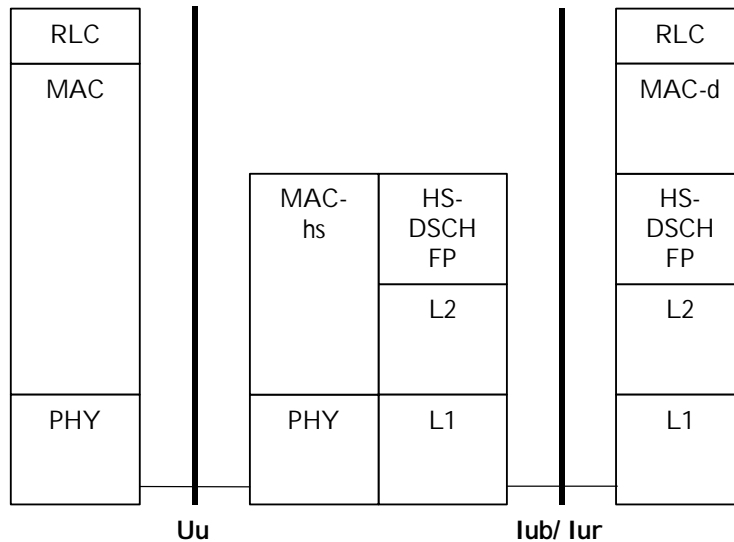 RLC
MAC
PHY
Uu
MAC-
hs
PHY
HS-
DSCH
FP
L2
L1
Iub/ Iur
RLC
MAC-d
HS-
DSCH
FP
L2
L1